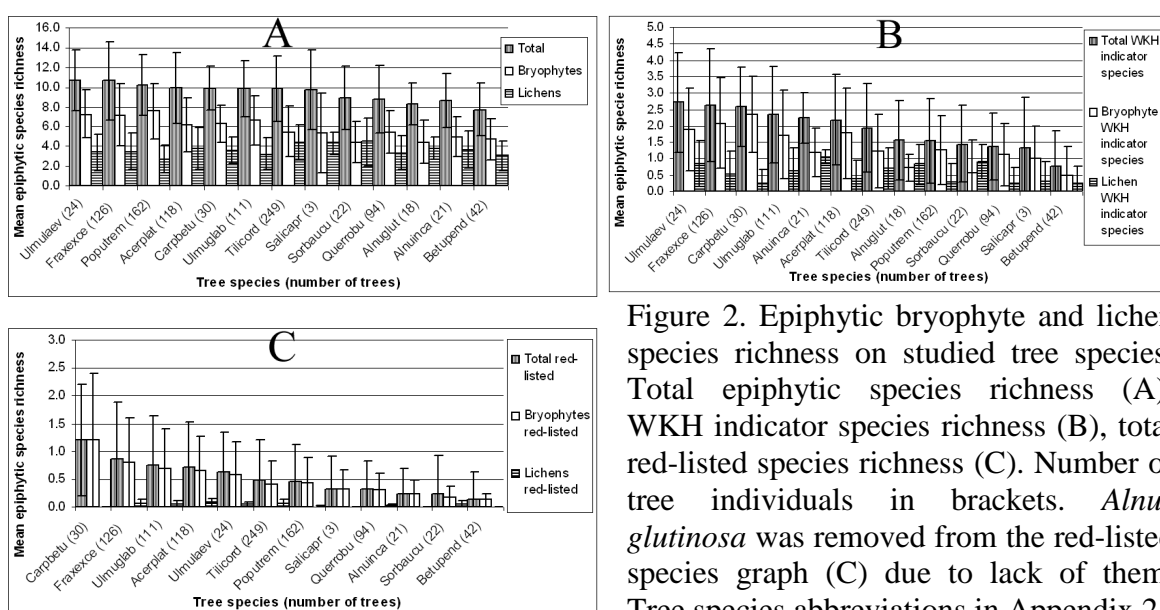 A
Mean epiphytic species richness
16.0
14.0
12.0
10.0
8.0
6.0
4.0
2.0
0.0
Total
Bryophytes
Lichens
Ulmulaev (24)
Fraxexce (126)
Poputrem (162)
Acerplat (118)
Carpbetu (30)
Ulmuglab (111)
Tilicord (249)
Salicapr (3)
Sorbaucu (22)
Querrobu (94)
Alnuglut (18)
Alnuinca (21)
Betupend (42)
Tree species (number of trees)
B
Mean epiphytic specie richness
5.0
4.5
4.0
3.5
3.0
2.5
2.0
1.5
1.0
0.5
0.0
Total WKH
indicator
species
Bryophyte
WKH
indicator
species
Lichen
WKH
indicator
species
Ulmulaev (24)
Fraxexce (126)
Carpbetu (30)
Ulmuglab (111)
Alnuinca (21)
Acerplat (118)
Tilicord (249)
Alnuglut (18)
Poputrem (162)
Sorbaucu (22)
Querrobu (94)
Salicapr (3)
Betupend (42)
Tree species (number of trees)
C
Mean epiphytic species richness
3.0
2.5
2.0
1.5
1.0
0.5
0.0
Total red-
listed
Bryophytes
red-listed
Lichens
red-listed
Carpbetu (30)
Fraxexce (126)
Ulmuglab (111)
Acerplat (118)
Ulmulaev (24)
Tilicord (249)
Poputrem (162)
Salicapr (3)
Querrobu (94)
Alnuinca (21)
Sorbaucu (22)
Betupend (42)
Tree species (number of trees)
Figure 2. Epiphytic bryophyte and lichen
species richness on studied tree species
Total epiphytic species richness (A)
WKH indicator species richness (B), total
red-listed species richness (C). Number o
tree individuals in brackets. Alnu
glutinosa was removed from the red-listed
species graph (C) due to lack of them
Tree species abbreviations in Appendix 2